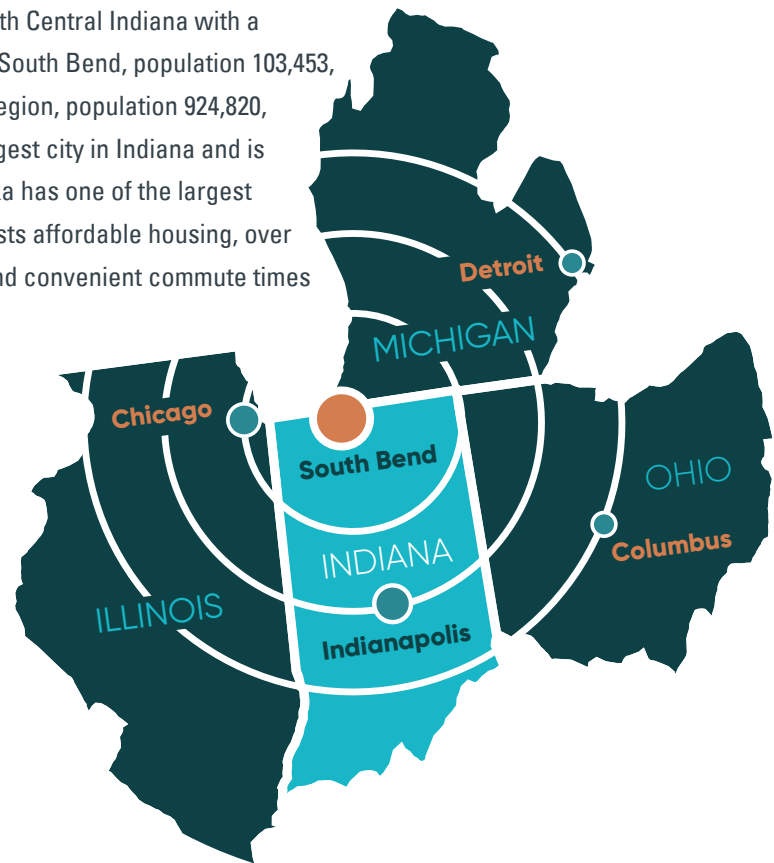 th Central Indiana with a
South Bend, population 103,453,
egion, population 924,820,
gest city in Indiana and is
a has one of the largest
sts affordable housing, over
nd convenient commute times
Detroit
MICHIGAN
Chicago
South Bend
OHIO
INDIANA
Columbus
ILLINOIS
Indianapolis